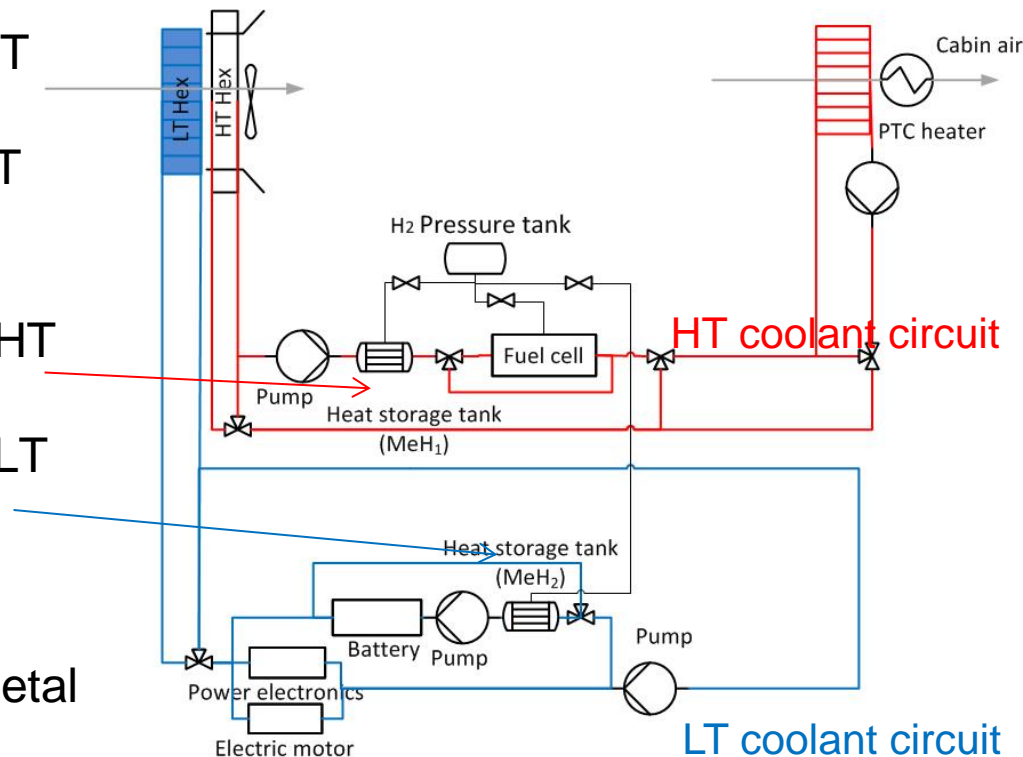 T
LT Hex
HT Hex
Cabin air
PTC heater
T
H2 Pressure tank
HT
HT coolant circuit
Fuel cell
Pump
Heat storage tank
(MeH1)
LT
Heat storage tank
(MeH2)
Battery
Pump
Pump
etal
Power electronics
Electric motor
LT coolant circuit